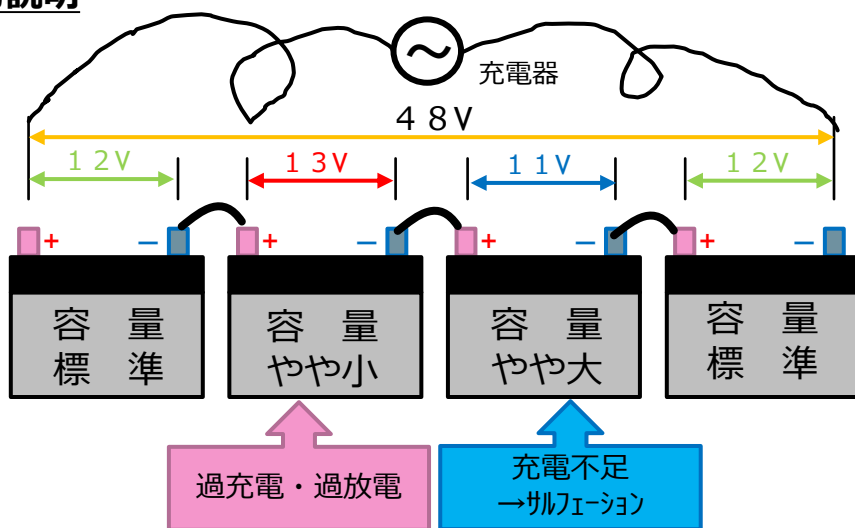 説明
充電器
４８V
１２V
１３V
１１V
１２V
+ − + − + − + −
容 量
標 準
容 量
やや小
容 量
やや大
容 量
標 準
過充電・過放電
充電不足
→ｻﾙﾌｪｰｼｮﾝ